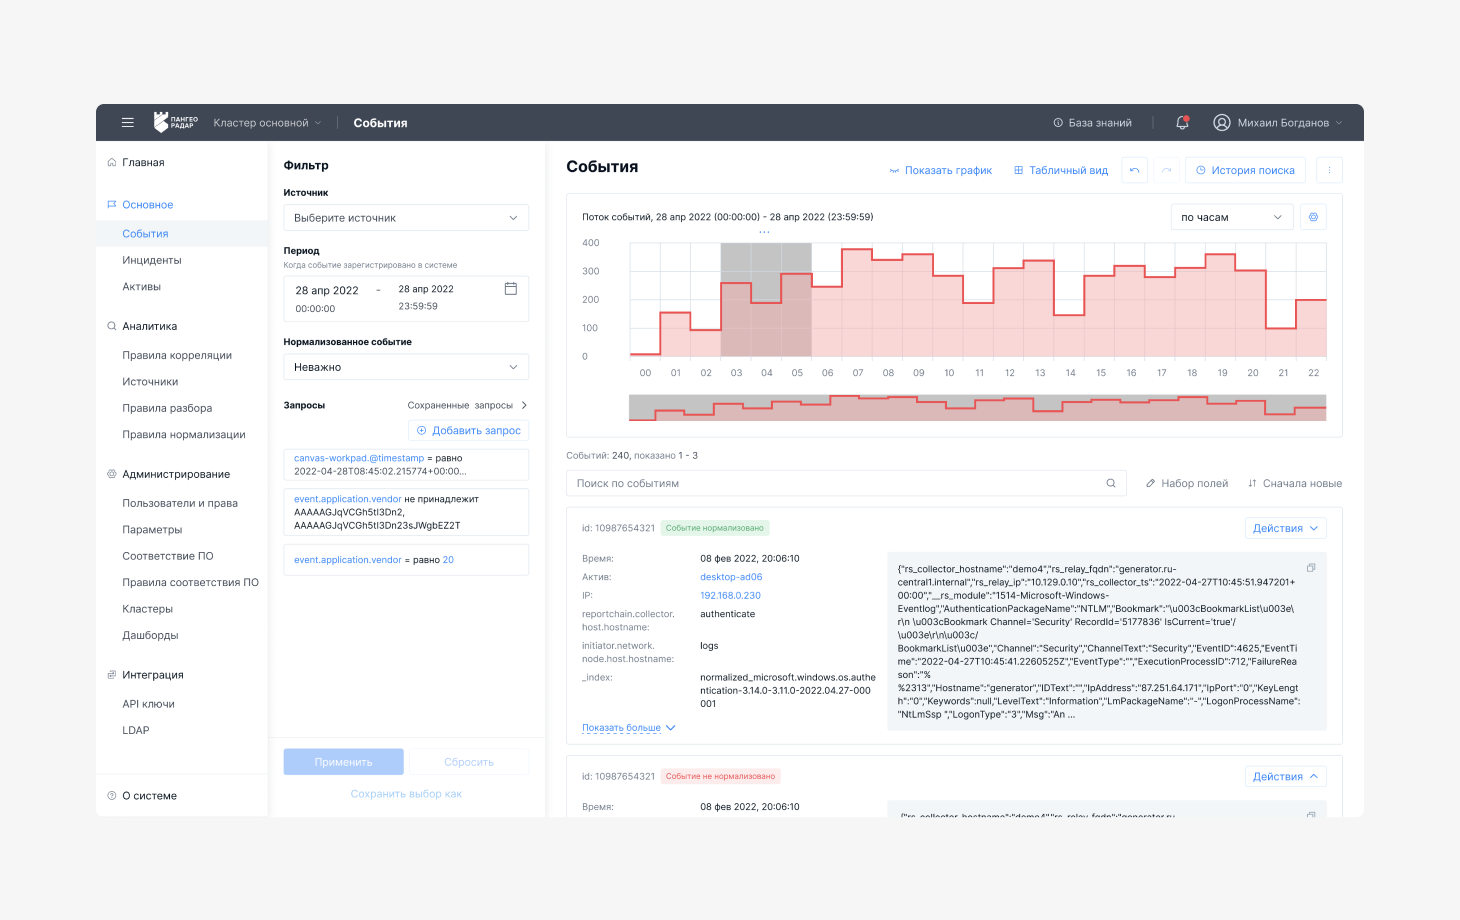 ПАНГЕО
РАДАР
Кластер основной
События
База знаний
Михаил Богданов
Главная
Основное
События
Инциденты
Активы
Аналитика
Правила корреляции
Источники
Правила разбора
Правила нормализации
Администрирование
Пользователи и права
Параметры
Соответствие ПО
Правила соответствия ПО
Кластеры
Дашборды
Интеграция
API ключи
LDAP
О системе
Фильтр
Источник
Выберите источник
Период
Когда событие зарегистрировано в системе
28 апр 2022 - 28 апр 2022
00:00:00 23:59:59
Нормализованное событие
Неважно
Запросы Сохраненные запросы
Добавить запрос
canvas-workpad.@timestamp = равно
2022-04-28T08:45:02.215774+00:00...
event.application.vendor не принадлежит
AAAAAGJqVCGh5tI3Dn2,
AAAAAGJqVCGh5tI3Dn23sJWgbEZ2T
event.application.vendor = равно 20
Применить Сбросить
Сохранить выбор как
События
Показать график Табличный вид История поиска
Поток событий, 28 апр 2022 (00:00:00) - 28 апр 2022 (23:59:59)
по часам
400
300
200
100
0
00 01 02 03 04 05 06 07 08 09 10 11 12 13 14 15 16 17 18 19 20 21 22
Событий: 240, показано 1 - 3
Поиск по событиям
Набор полей Сначала новые
id: 10987654321 Событие нормализовано Действия
Время: 08 фев 2022, 20:06:10
Актив: desktop-ad06
IP: 192.168.0.230
reportchain.collector. authenticate
host.hostname:
initiator.network. logs
node.host.hostname:
_index: normalized_microsoft.windows.os.authe
ntication-3.14.0-3.11.0-2022.04.27-000
001
Показать больше
{"rs_collector_hostname":"demo4","rs_relay_fqdn":"generator.ru-
central1.internal","rs_relay_ip":"10.129.0.10","rs_collector_ts":"2022-04-27T10:45:51.947201+
00:00","__rs_module":"1514-Microsoft-Windows-
Eventlog","AuthenticationPackageName":"NTLM","Bookmark":"\u003cBookmarkList\u003e\
r\n \u003cBookmark Channel='Security' RecordId='5177836' IsCurrent='true'/
\u003e\r\n\u003c/
BookmarkList\u003e","Channel":"Security","ChannelText":"Security","EventID":4625,"EventTi
me":"2022-04-27T10:45:41.2260525Z","EventType":"","ExecutionProcessID":712,"FailureRea
son":"%
%2313","Hostname":"generator","IDText":"","IpAddress":"87.251.64.171","IpPort":"0","KeyLengt
h":"0","Keywords":null,"LevelText":"Information","LmPackageName":"-","LogonProcessName":
"NtLmSsp ","LogonType":"3","Msg":"An ...
id: 10987654321 Событие не нормализовано Действия
Время: 08 фев 2022, 20:06:10
{"rs_collector_hostname":"demo4","rs_relay_fqdn":"generator.ru-